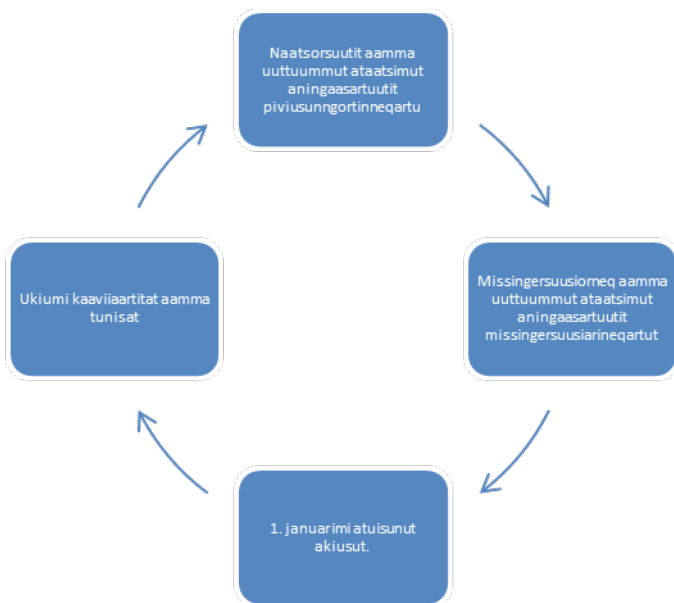 Naatsorsuutit aamma
uuttuummut ataatsimut
aningaasartuutit
piviusunngortinneqartu
Missingersuusiorneq aamma
uuttuummut ataatsimut
aningaasartuutit
missingersuusiarineqartut
1. januarimi atuisunut
akiusut.
Ukiumi kaaviiaartitat aamma
tunisat